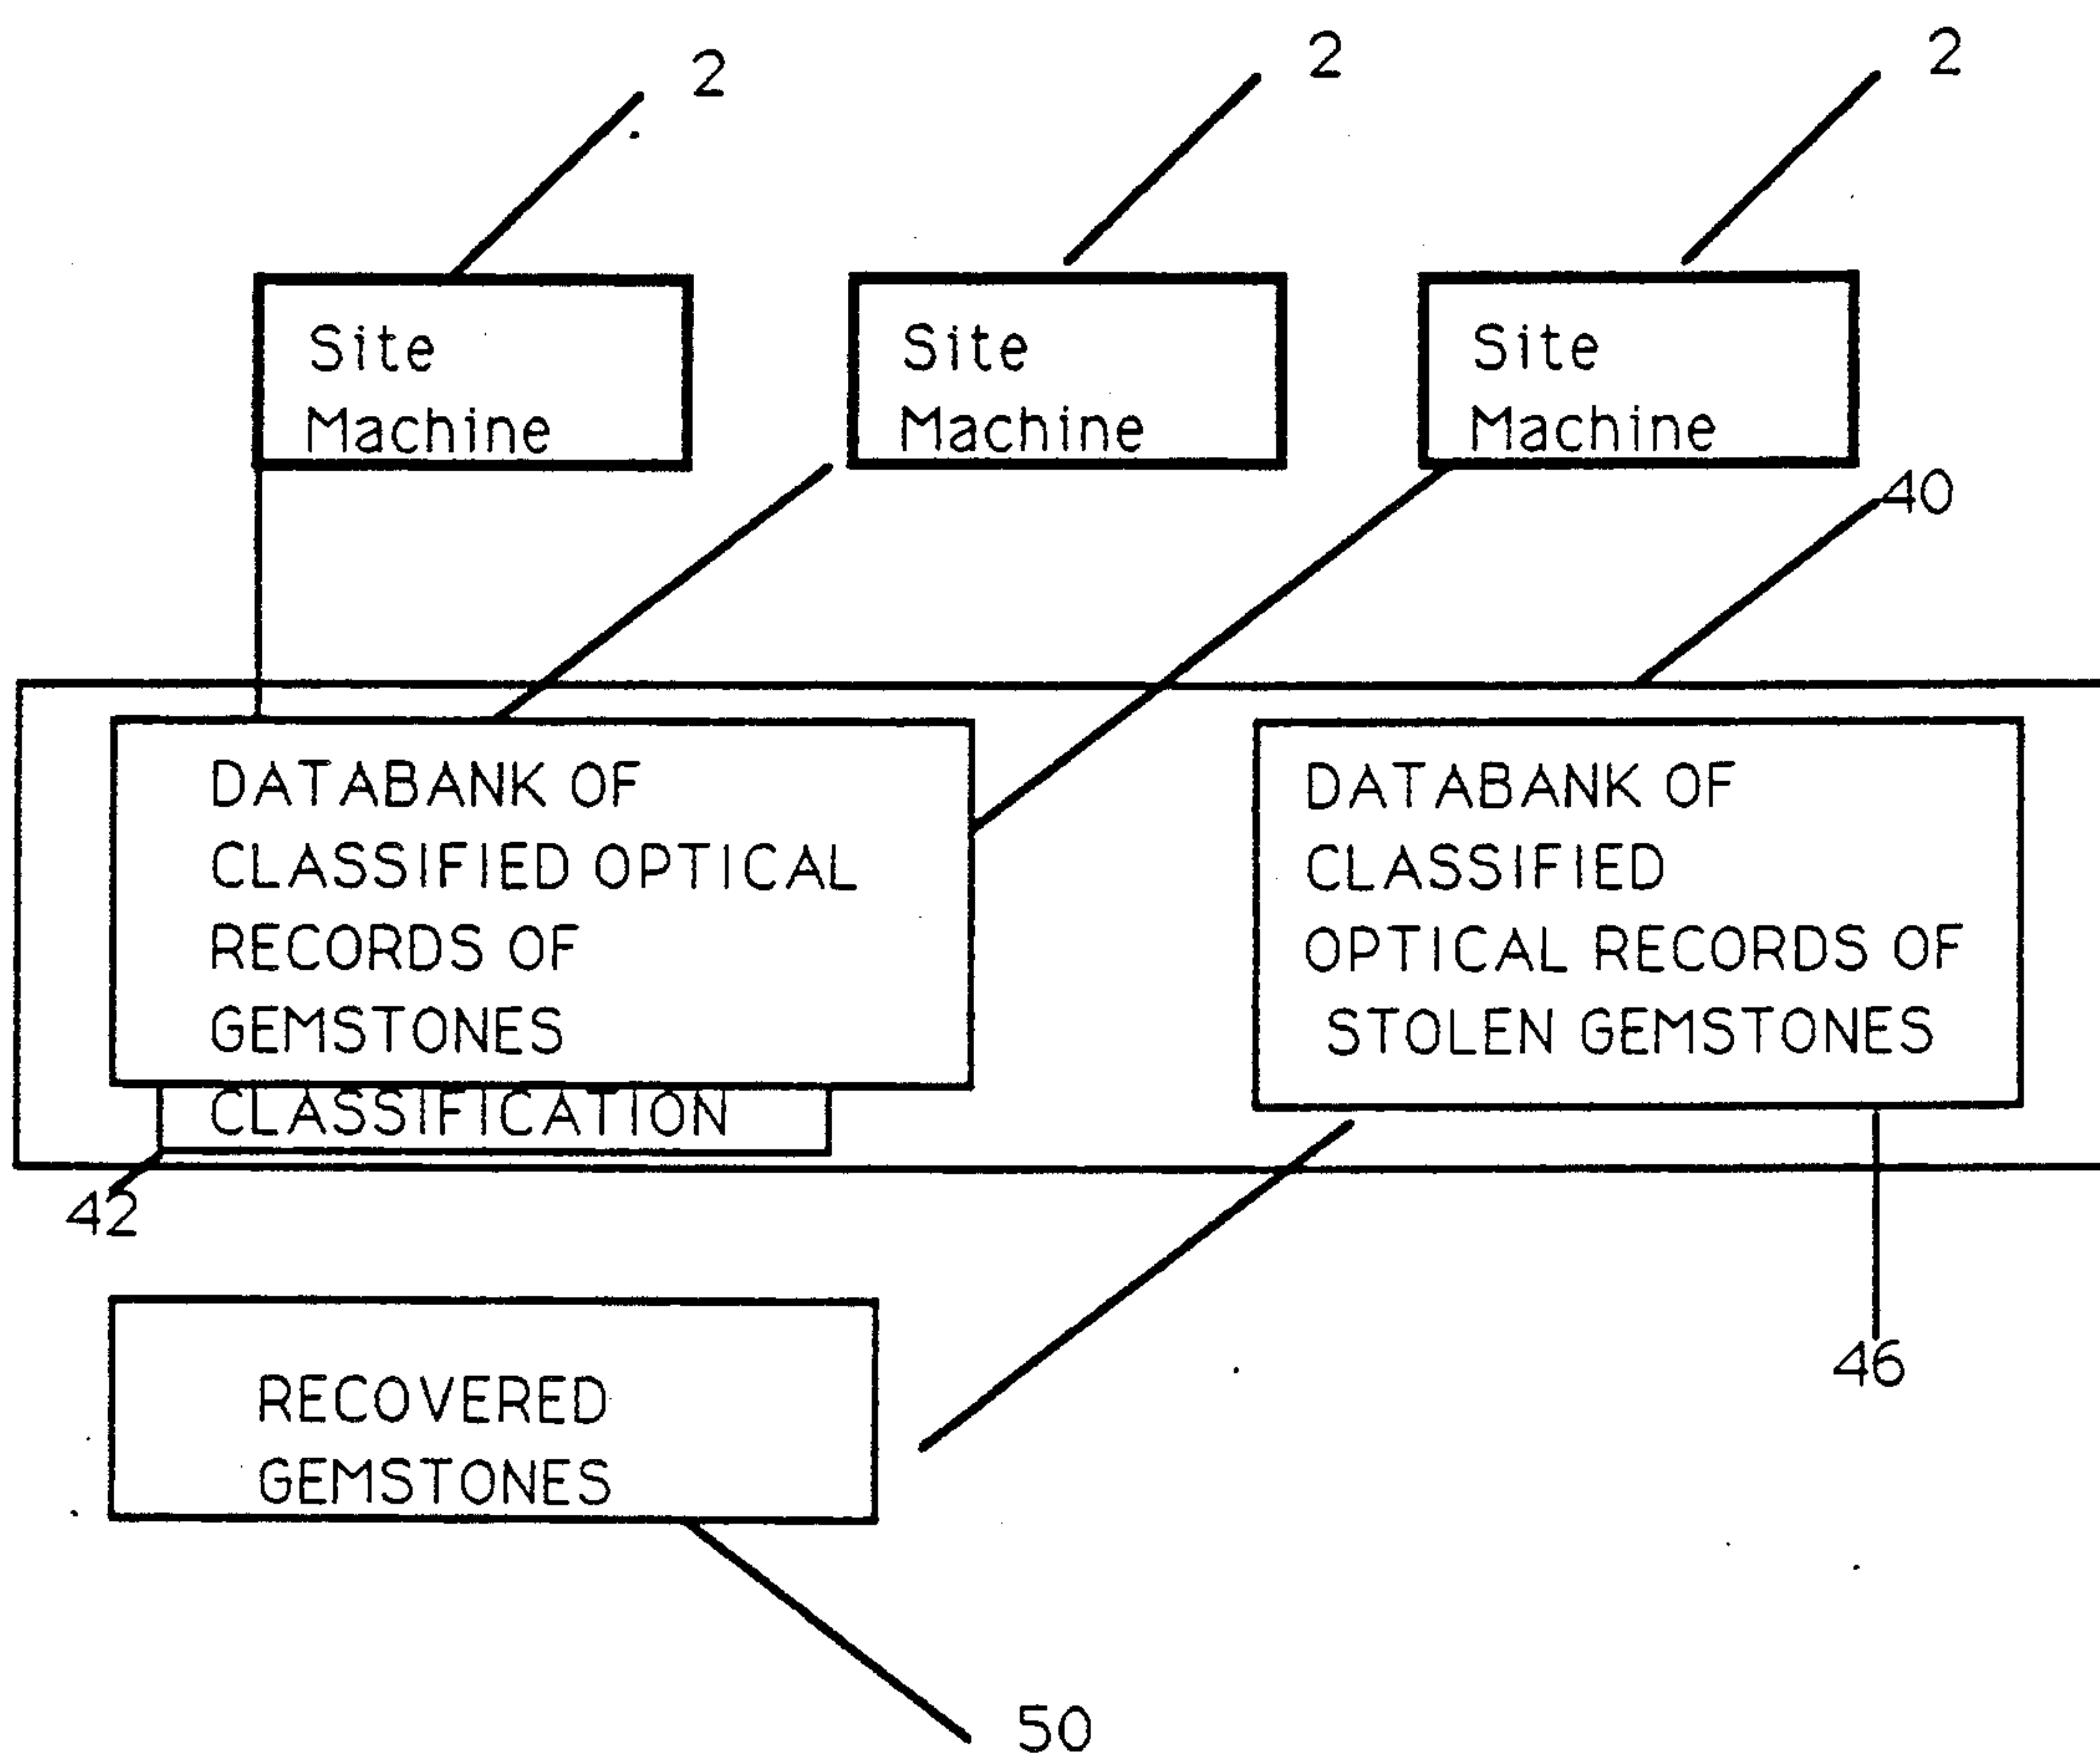 2
2
2
Site
Machine
Site
Machine
Site
Machine
40
DATABANK OF
CLASSIFIED OPTICAL
RECORDS OF
GEMSTONES
CLASSIFICATION
DATABANK OF
CLASSIFIED
OPTICAL RECORDS OF
STOLEN GEMSTONES
42
46
RECOVERED
GEMSTONES
50